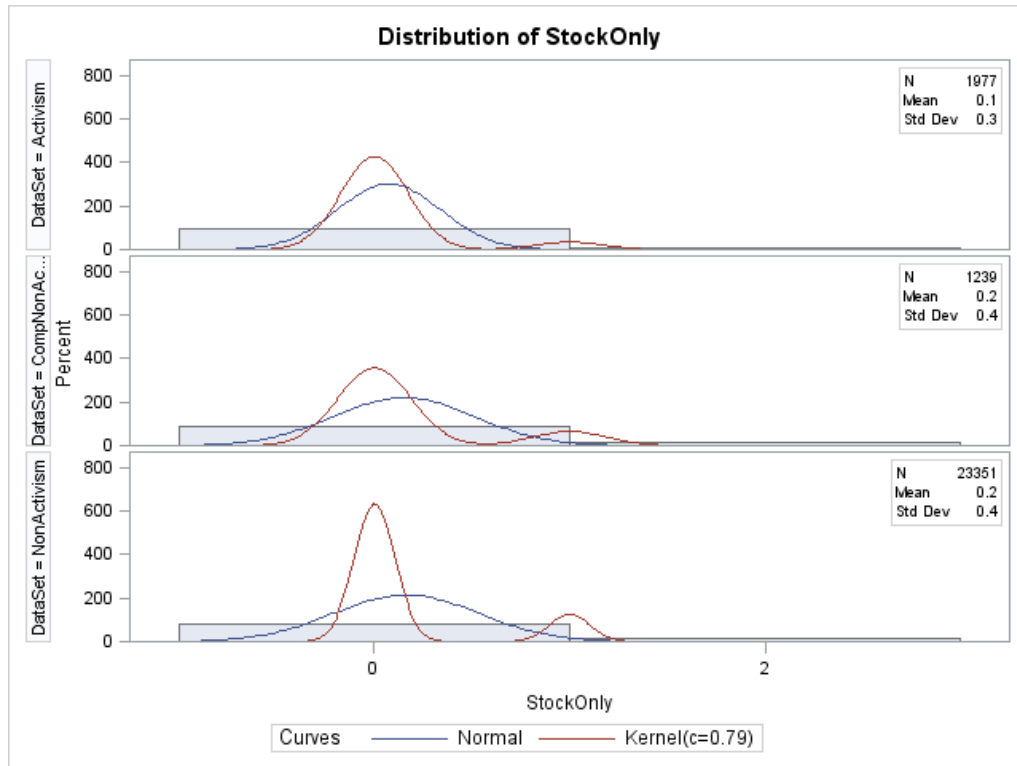 Distribution of StockOnly
DataSet = Activism
800
600
400
200
0
N 1977
Mean 0.1
Std Dev 0.3
DataSet = CompNonAc...
Percent
800
600
400
200
0
N 1239
Mean 0.2
Std Dev 0.4
DataSet = NonActivism
800
600
400
200
0
N 23351
Mean 0.2
Std Dev 0.4
0 2
StockOnly
Curves Normal Kernel(c=0.79)